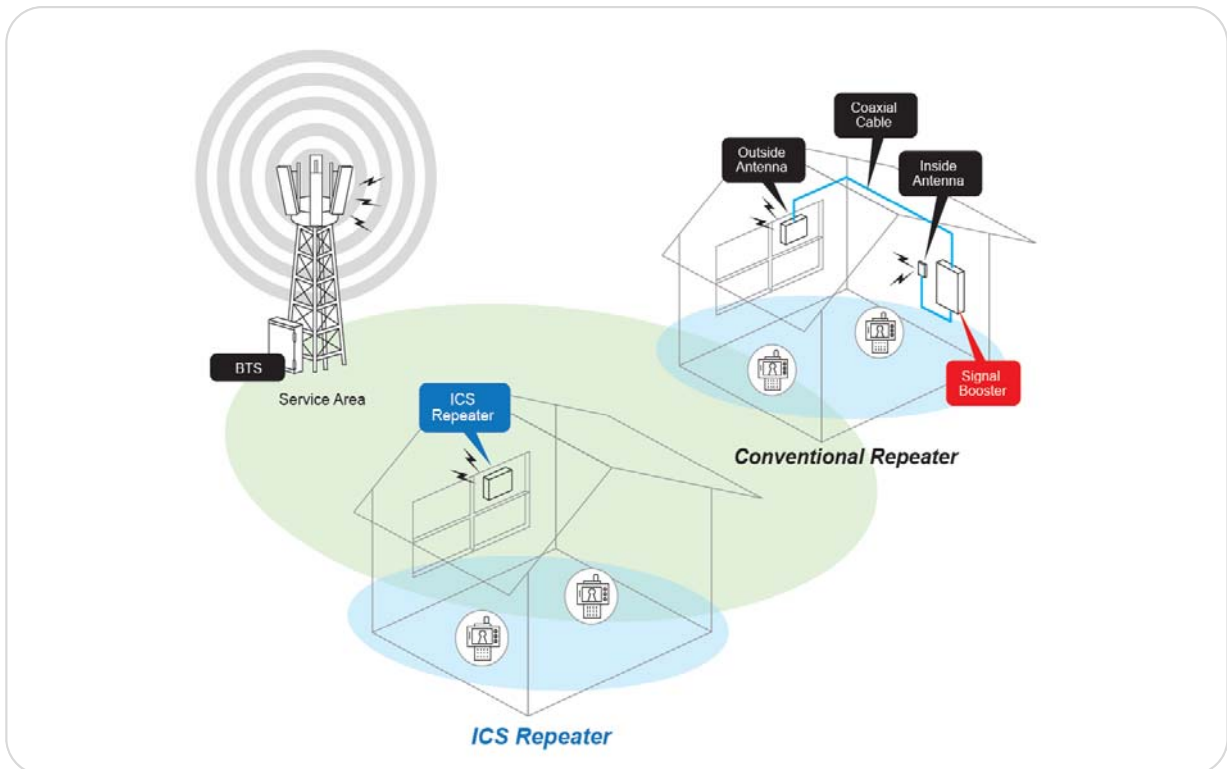 Coaxial
Cable
Outside
Antenna
Inside
Antenna
BTS
Service Area
ICS
Repeater
Signal
Booster
Conventional Repeater
ICS Repeater